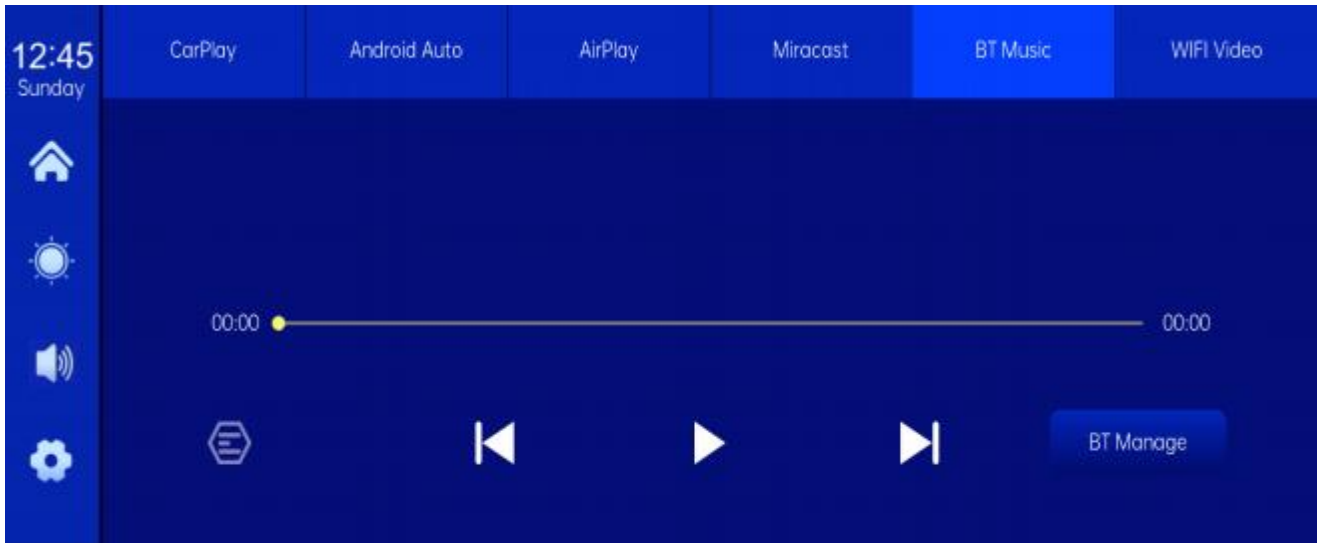 12:45
Sunday
CarPlay
Android Auto
AirPlay
Miracast
BT Music
WIFI Video
00:00
00:00
BT Manage